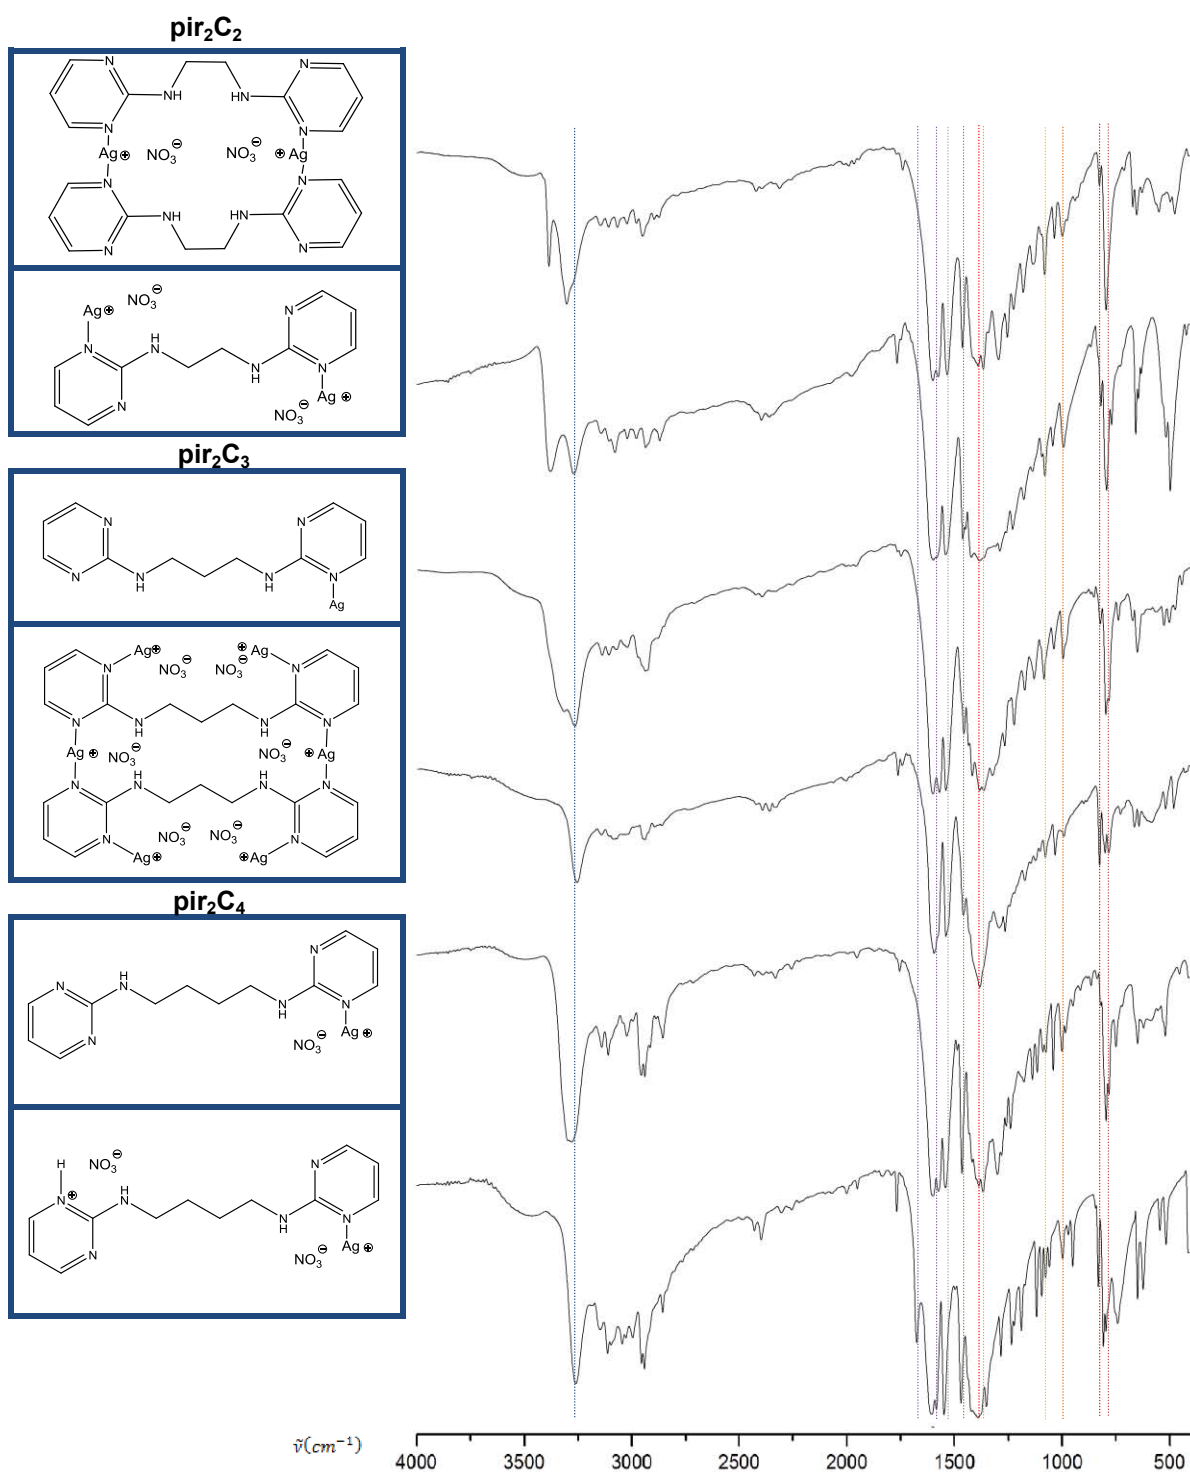 pir₂C₂
N N
N N
NH HN
N N
Ag⊕ NO₃⊖ NO₃⊖ ⊕Ag
N N
NH HN
N N
Ag⊕ NO₃⊖
N H N
N N
N H N
Ag⊕
NO₃⊖
pir₂C₃
N N
N N H N H N
Ag
Ag⊕ NO₃⊖ NO₃⊖ ⊕Ag
N N
N N H N H N
Ag⊕ NO₃⊖ NO₃⊖ ⊕Ag
N H N H N N
NO₃⊖ NO₃⊖
N N
Ag⊕ ⊕Ag
pir₂C₄
H N
N N
N N H N
NO₃⊖ Ag⊕
H NO₃⊖
N⊕ H N N
N N H N
NO₃⊖ Ag⊕
ṽ(cm⁻¹)
4000 3500 3000 2500 2000 1500 1000 500